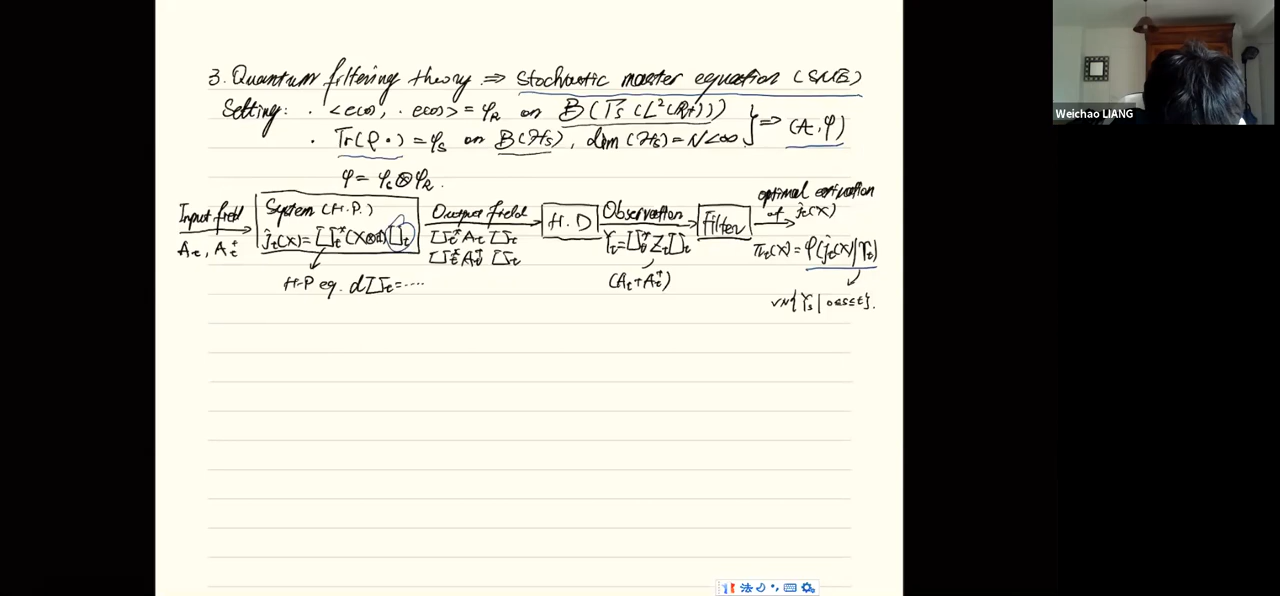 3. Quantum filtering theory ⇒ Stochastic master equation (SME)
Setting: · <e(0), · e(0)> = φ_R on B(Γ_s(L²(R+)))
· Tr(ρ ·) = φ_s on B(H_s), dim(H_s) = N < ∞. } ⇒ (A, φ)
φ = φ_s ⊗ φ_R.
Input field
A_t, A_t^†
System (H.P.)
j_t(X) = U_t^*(X⊗1)U_t
H-P eq. dU_t = ····
Output field
U_t^* A_t U_t
U_t^* A_t^† U_t
H.D
Observation
Y_t = U_t^* Z_t U_t
(A_t + A_t^†)
Filter
optimal estimation
of j_t(X)
π_t(X) = φ(j_t(X)|Y_t)
vN{Y_s | 0≤s≤t}.
Weichao LIANG
法